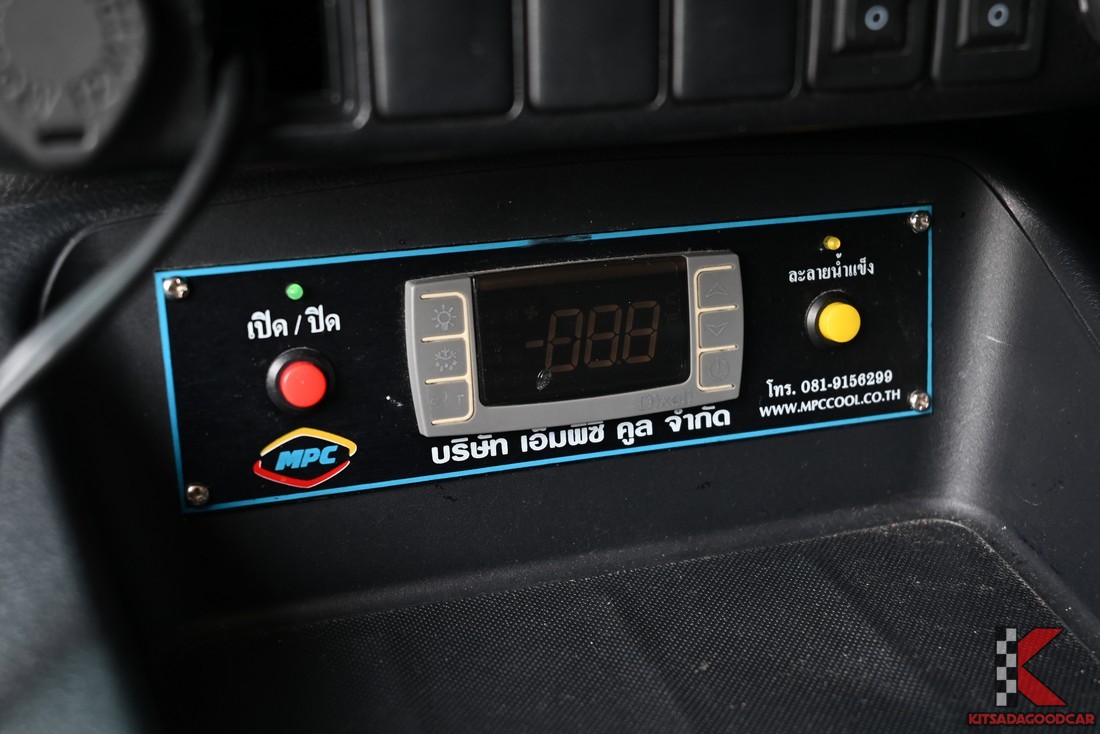 เปิด / ปิด
MPC
บริษัท เอ็มพีซี คูล จำกัด
ละลายน้ำแข็ง
โทร. 081-9156299
WWW.MPCCOOL.CO.TH
KITSADAGOODCAR